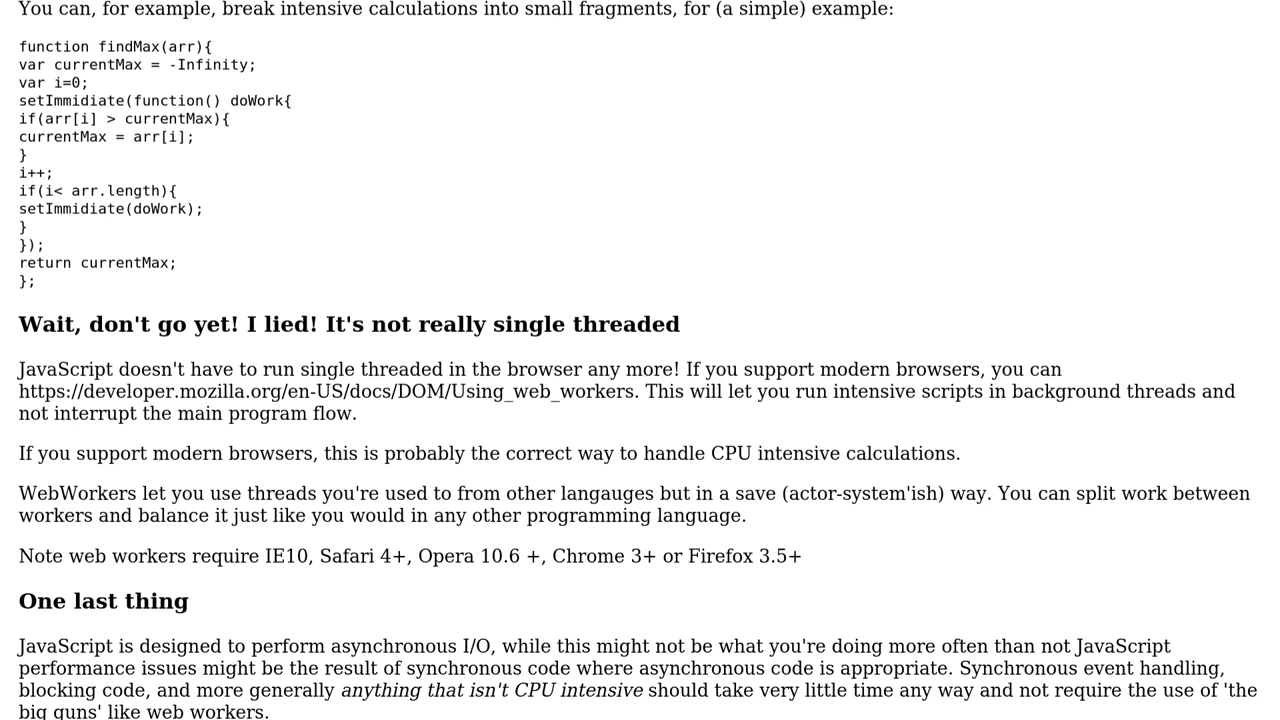 You can, for example, break intensive calculations into small fragments, for (a simple) example:
function findMax(arr){
var currentMax = -Infinity;
var i=0;
setImmidiate(function() doWork{
if(arr[i] > currentMax){
currentMax = arr[i];
}
i++;
if(i< arr.length){
setImmidiate(doWork);
}
});
return currentMax;
};
Wait, don't go yet! I lied! It's not really single threaded
JavaScript doesn't have to run single threaded in the browser any more! If you support modern browsers, you can
https://developer.mozilla.org/en-US/docs/DOM/Using_web_workers. This will let you run intensive scripts in background threads and
not interrupt the main program flow.
If you support modern browsers, this is probably the correct way to handle CPU intensive calculations.
WebWorkers let you use threads you're used to from other langauges but in a save (actor-system'ish) way. You can split work between
workers and balance it just like you would in any other programming language.
Note web workers require IE10, Safari 4+, Opera 10.6 +, Chrome 3+ or Firefox 3.5+
One last thing
JavaScript is designed to perform asynchronous I/O, while this might not be what you're doing more often than not JavaScript
performance issues might be the result of synchronous code where asynchronous code is appropriate. Synchronous event handling,
blocking code, and more generally anything that isn't CPU intensive should take very little time any way and not require the use of 'the
big guns' like web workers.